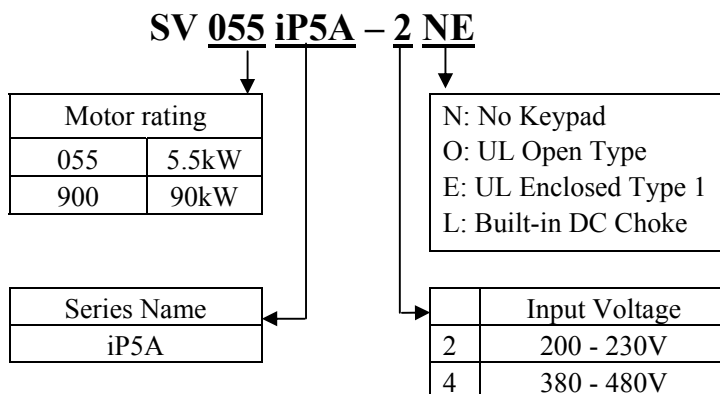 SV 055 iP5A – 2 NE
Motor rating
055 5.5kW
900 90kW
N: No Keypad
O: UL Open Type
E: UL Enclosed Type 1
L: Built-in DC Choke
Series Name
iP5A
Input Voltage
2 200 - 230V
4 380 - 480V